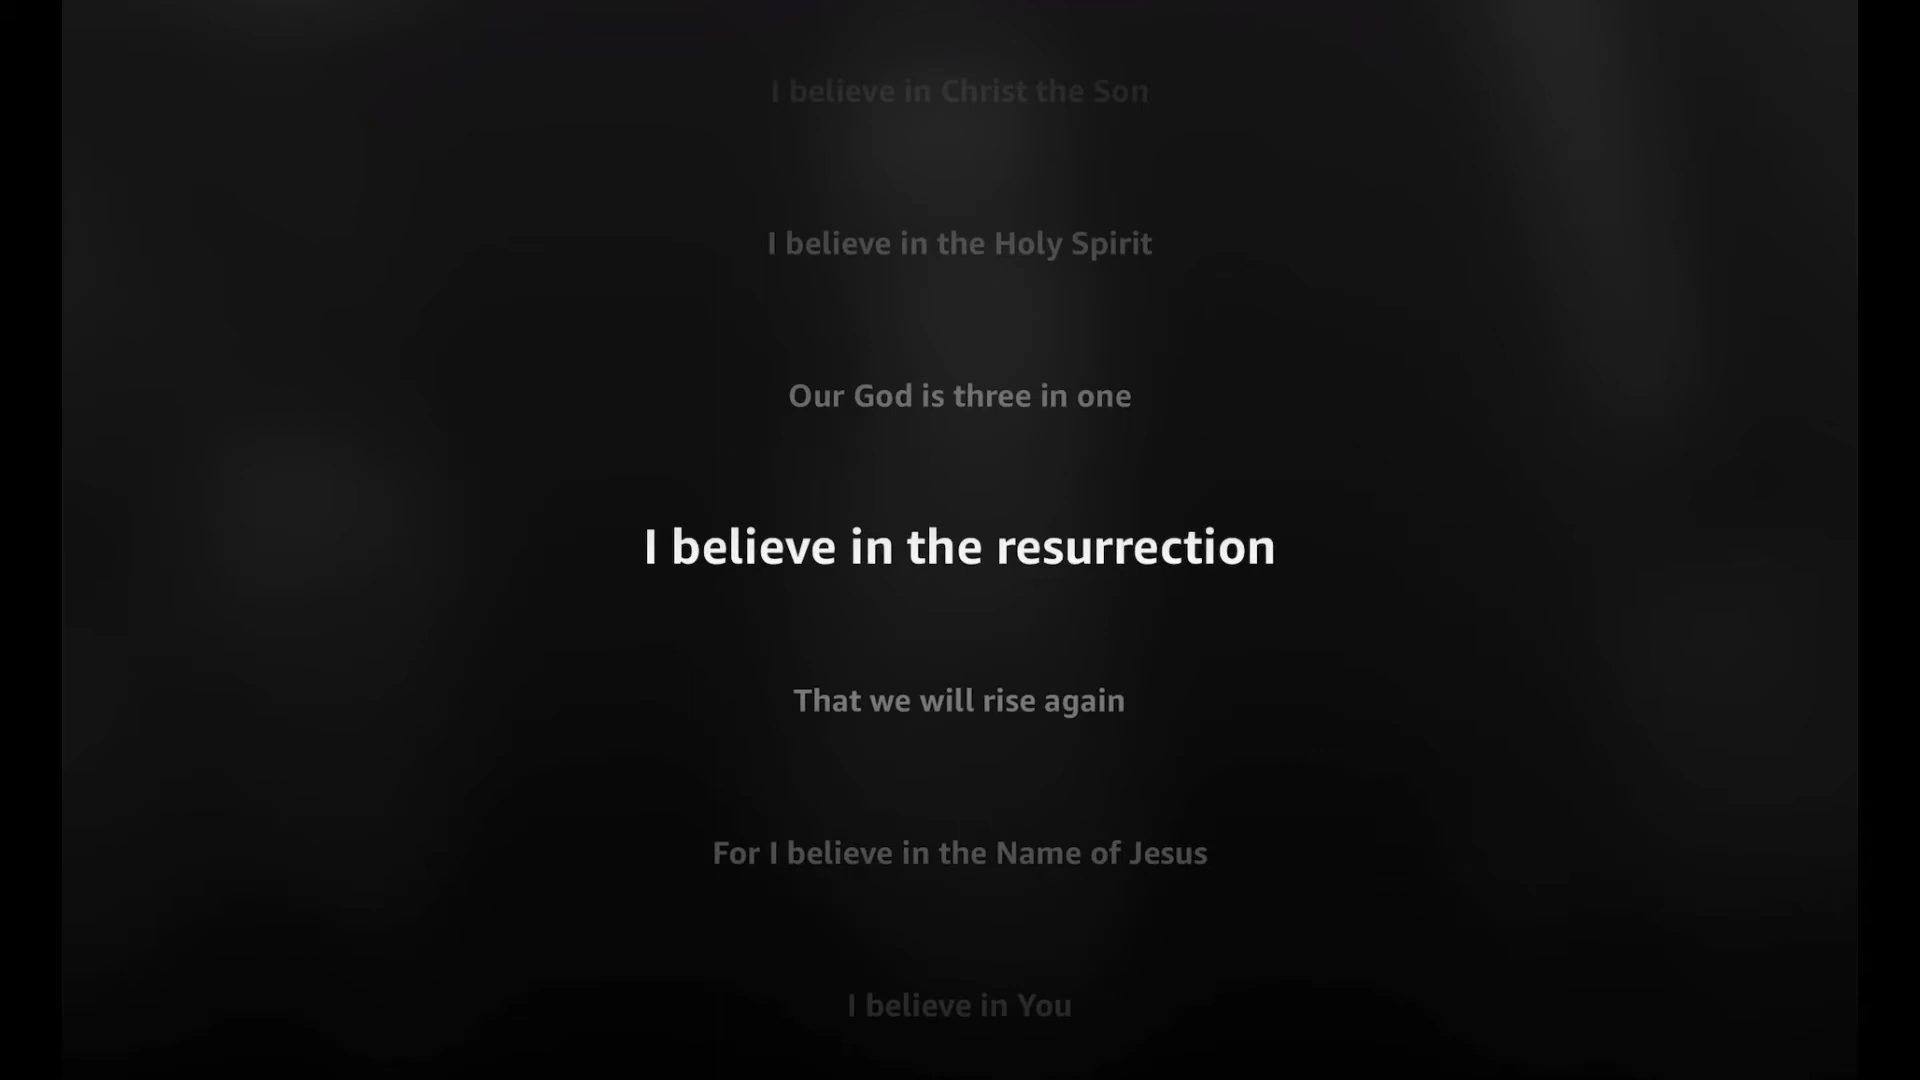 I believe in Christ the Son
I believe in the Holy Spirit
Our God is three in one
I believe in the resurrection
That we will rise again
For I believe in the Name of Jesus
I believe in You